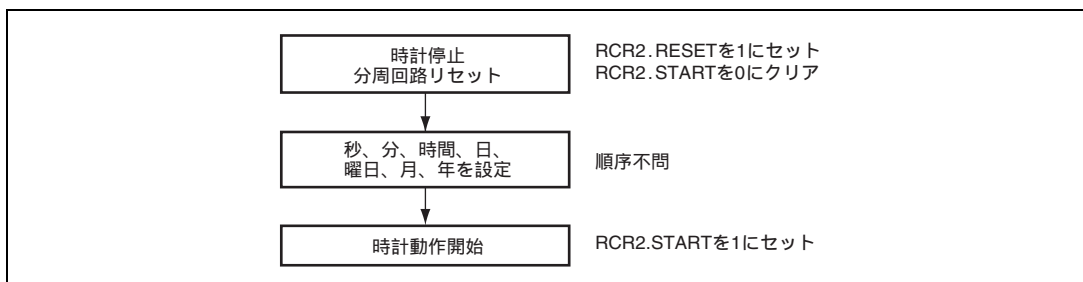 時計停止
分周回路リセット
RCR2.RESETを1にセット
RCR2.STARTを0にクリア
秒、分、時間、日、
曜日、月、年を設定
順序不問
時計動作開始
RCR2.STARTを1にセット